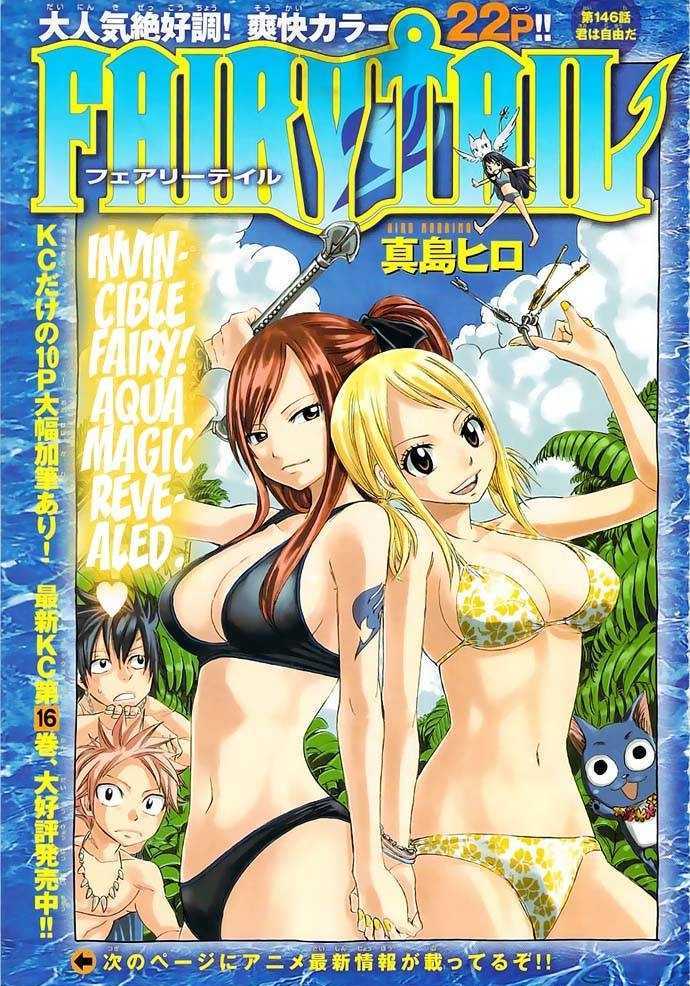 大人気絶好調！爽快カラー22P!!
第146話
君は自由だ
FAIRY TAIL
フェアリーテイル
HIRO MASHIMA
真島ヒロ
INVIN-
CIBLE
FAIRY!
AQUA
MAGIC
REVE-
ALED.
KCだけの10P大幅加筆あり！ 最新KC第16巻、大好評発売中!!
次のページにアニメ最新情報が載ってるぞ!!